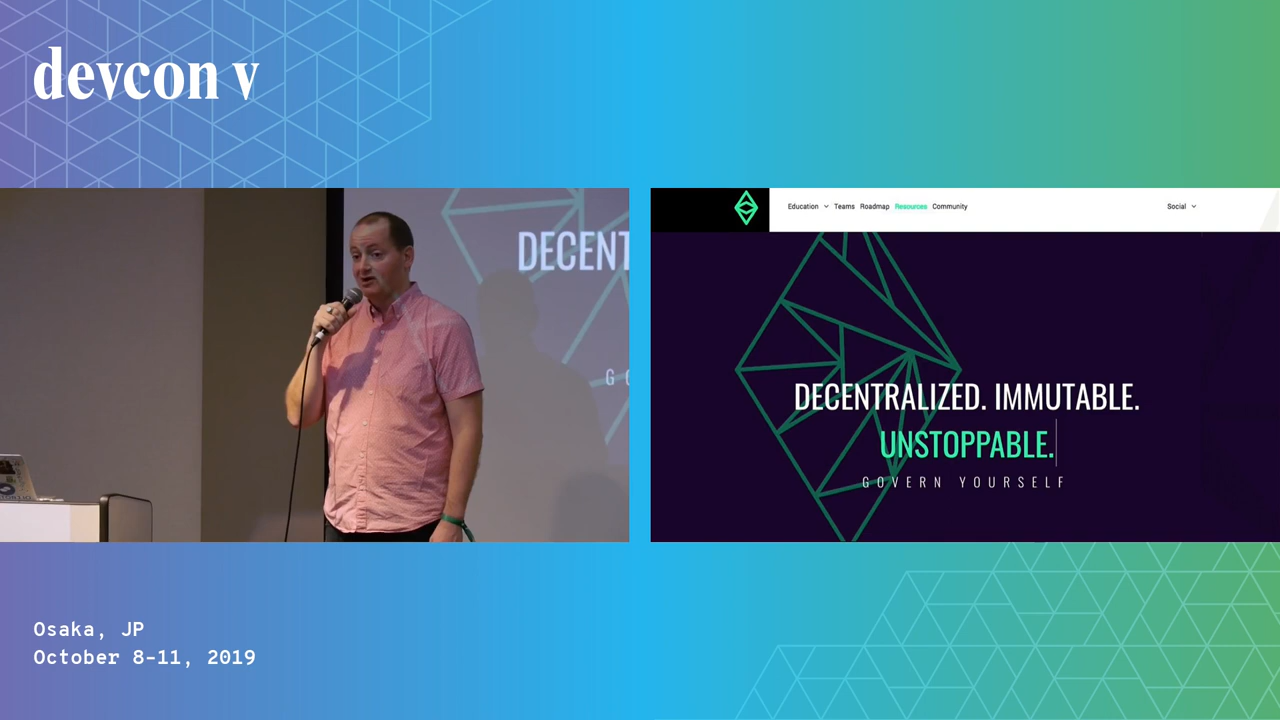 devcon v
DECENT
G O
Education Teams Roadmap Resources Community Social
DECENTRALIZED. IMMUTABLE.
UNSTOPPABLE.
GOVERN YOURSELF
Osaka, JP
October 8-11, 2019